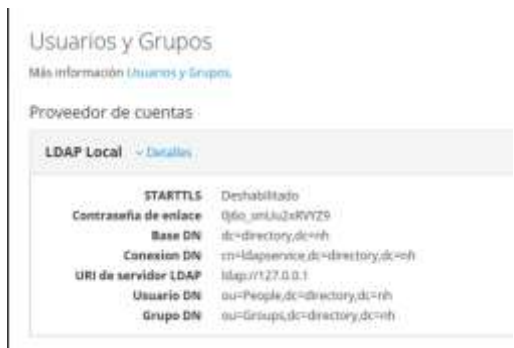 Usuarios y Grupos
Más información Usuarios y Grupos.
Proveedor de cuentas
LDAP Local Detalles
STARTTLS Deshabilitado
Contraseña de enlace
Base DN dc=directory,dc=nh
Conexion DN cn=ldapservice,dc=directory,dc=nh
URI de servidor LDAP ldap://127.0.0.1
Usuario DN ou=People,dc=directory,dc=nh
Grupo DN ou=Groups,dc=directory,dc=nh